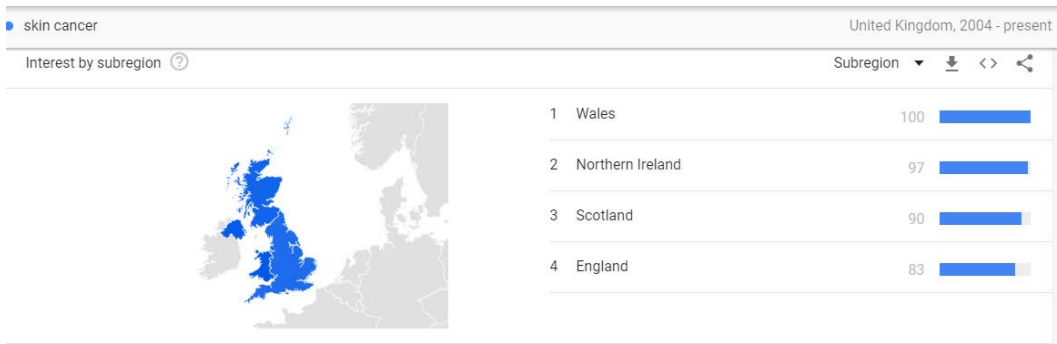 skin cancer United Kingdom, 2004 - present
Interest by subregion ? Subregion
1 Wales 100
2 Northern Ireland 97
3 Scotland 90
4 England 83